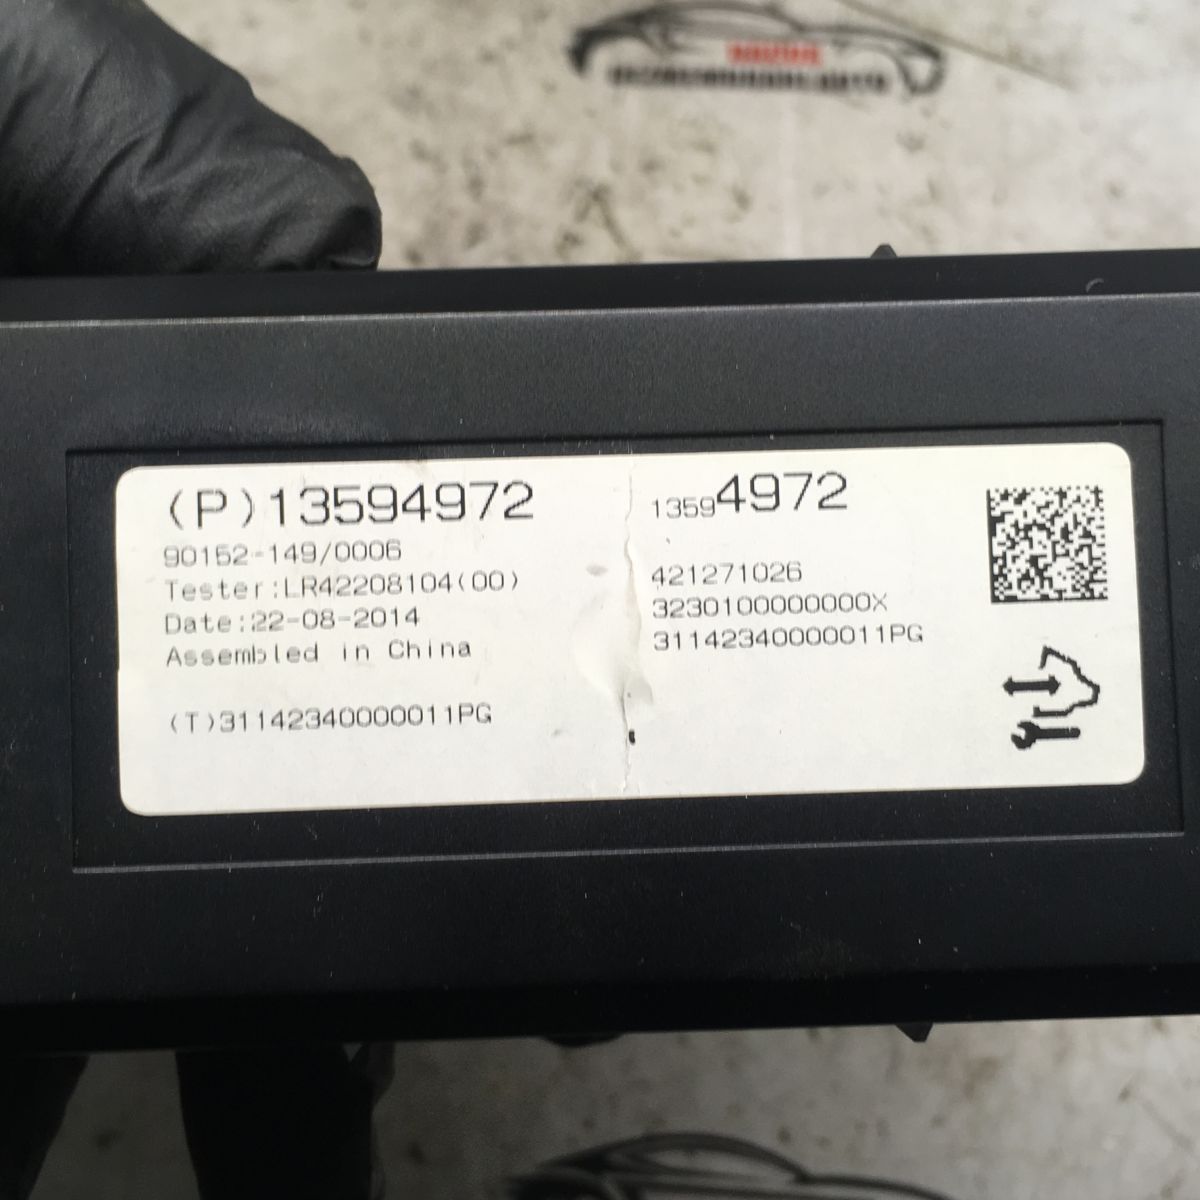 (P)13594972
90152-149/0006
Tester:LR42208104(00)
Date:22-08-2014
Assembled in China
(T)31142340000011PG
13594972
421271026
3230100000000X
31142340000011PG